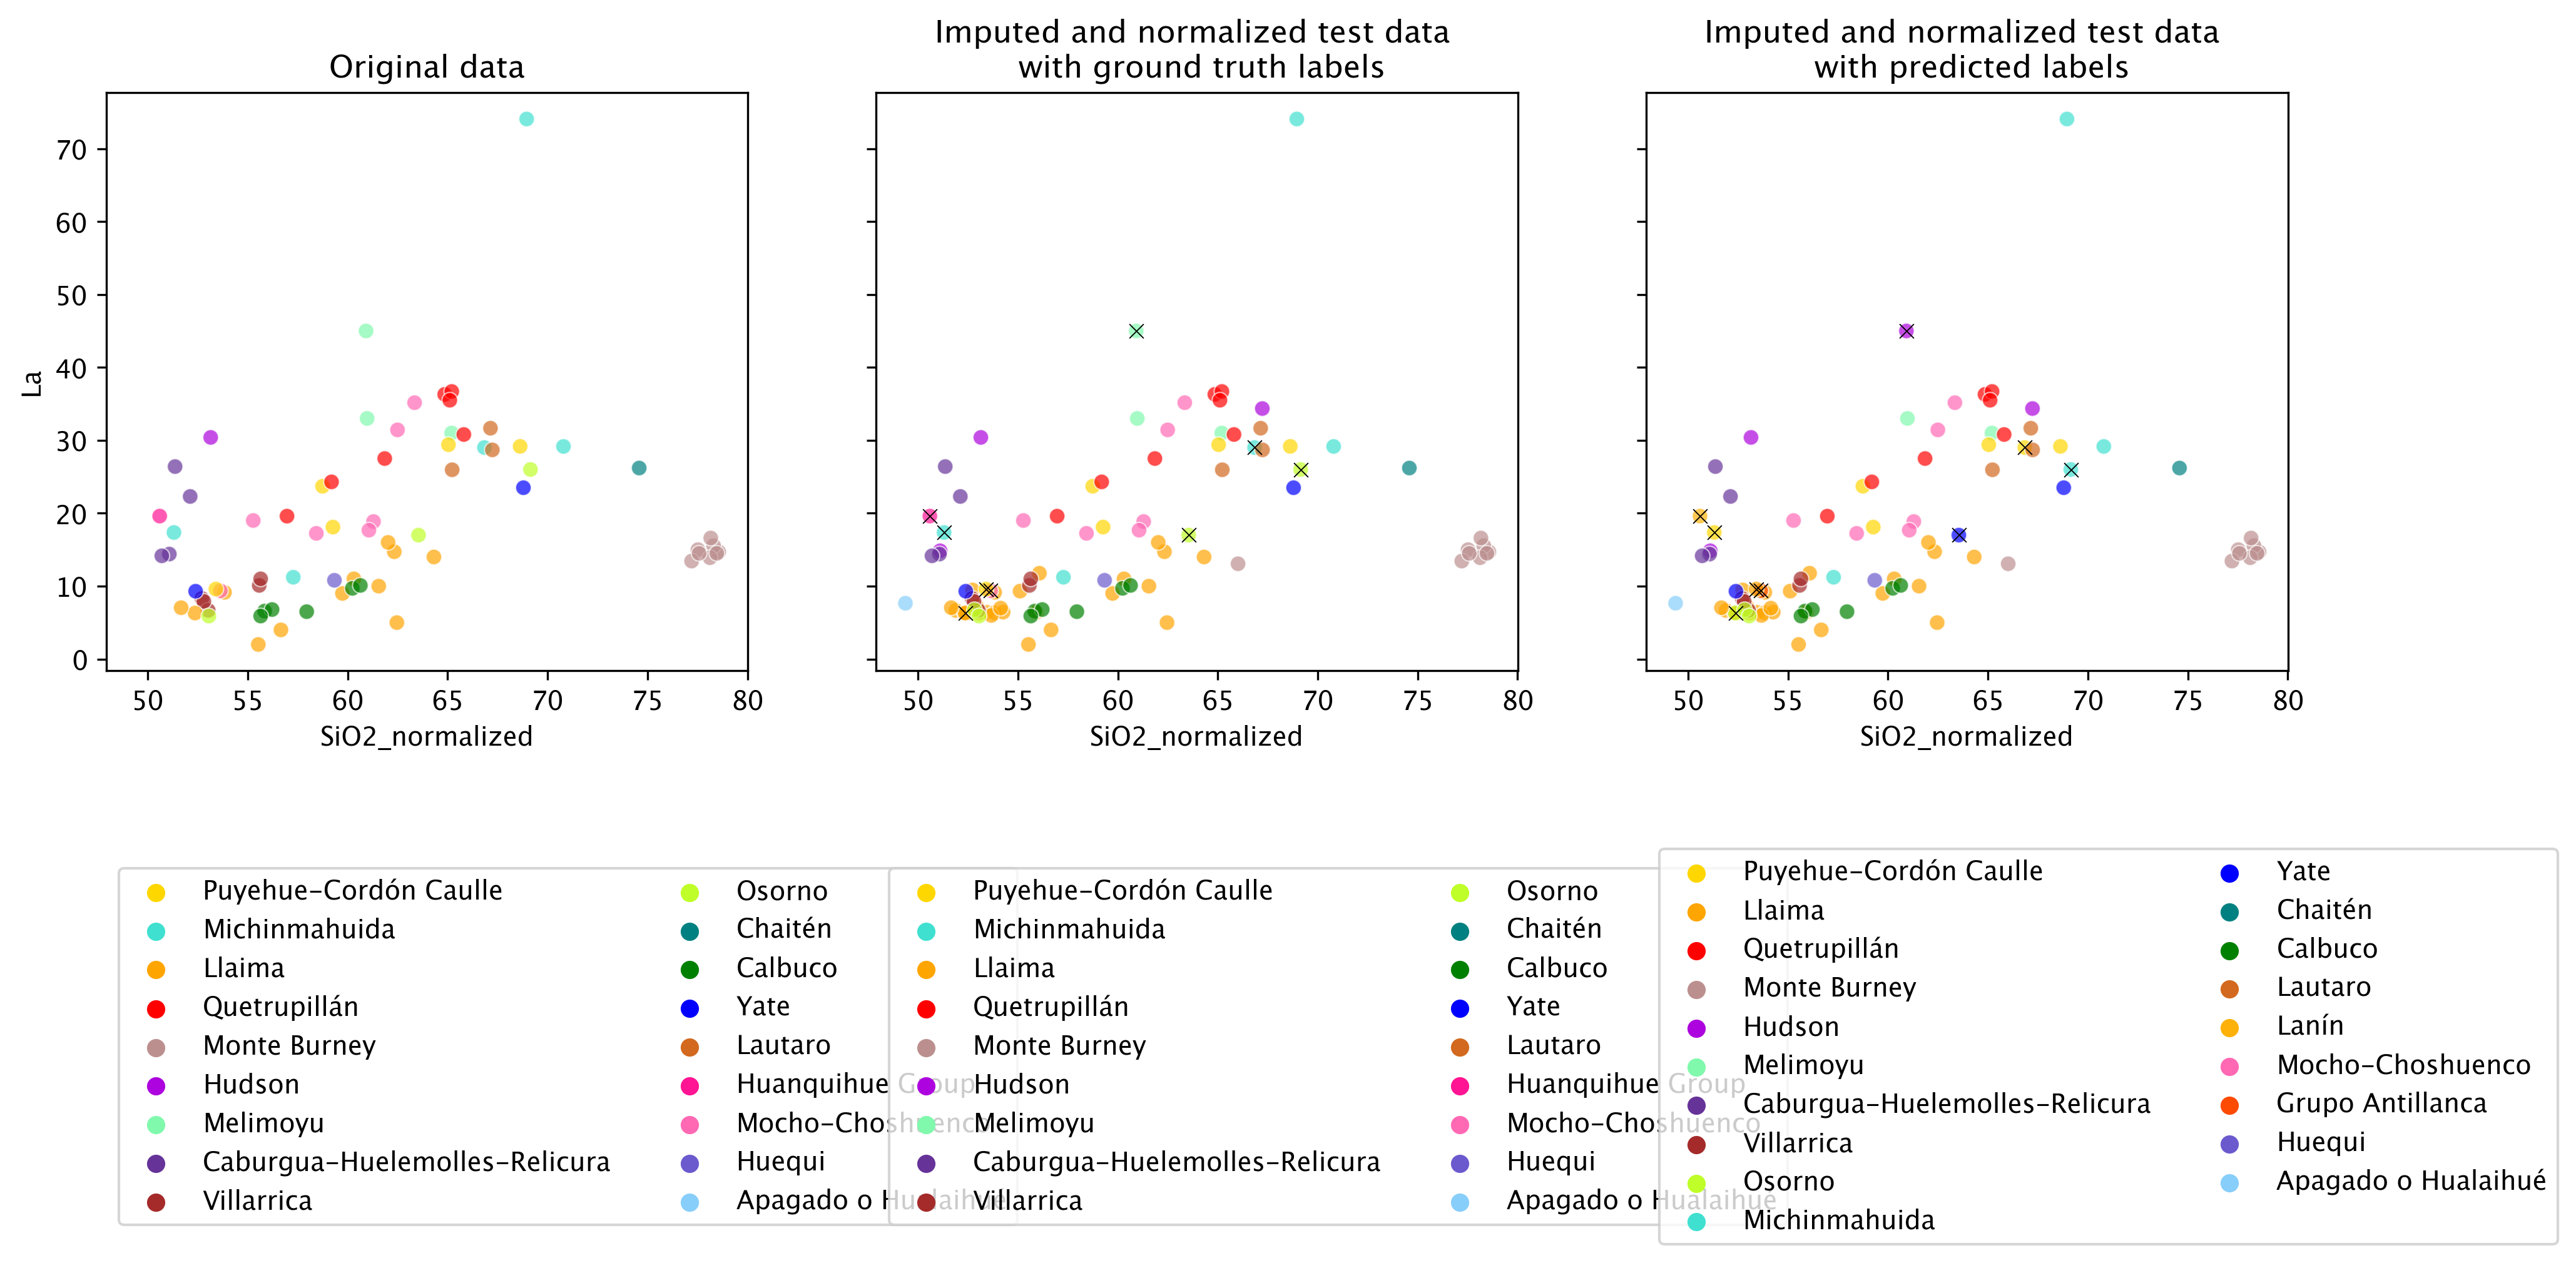 Original data
Imputed and normalized test data
with ground truth labels
Imputed and normalized test data
with predicted labels
La
70
60
50
40
30
20
10
0
50 55 60 65 70 75 80
50 55 60 65 70 75 80
50 55 60 65 70 75 80
SiO2_normalized
SiO2_normalized
SiO2_normalized
Puyehue-Cordón Caulle
Michinmahuida
Llaima
Quetrupillán
Monte Burney
Hudson
Melimoyu
Caburgua-Huelemolles-Relicura
Villarrica
Osorno
Chaitén
Calbuco
Yate
Lautaro
Huanquihue Group
Mocho-Choshuenco
Huequi
Apagado o Hualaihué
Puyehue-Cordón Caulle
Michinmahuida
Llaima
Quetrupillán
Monte Burney
Hudson
Melimoyu
Caburgua-Huelemolles-Relicura
Villarrica
Osorno
Chaitén
Calbuco
Yate
Lautaro
Huanquihue Group
Mocho-Choshuenco
Huequi
Apagado o Hualaihué
Puyehue-Cordón Caulle
Llaima
Quetrupillán
Monte Burney
Hudson
Melimoyu
Caburgua-Huelemolles-Relicura
Villarrica
Osorno
Michinmahuida
Yate
Chaitén
Calbuco
Lautaro
Lanín
Mocho-Choshuenco
Grupo Antillanca
Huequi
Apagado o Hualaihué